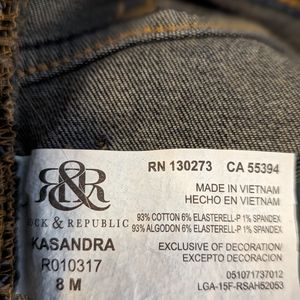 R&R
RN 130273 CA 55394
MADE IN VIETNAM
HECHO EN VIETNAM
ROCK & REPUBLIC
93% COTTON 6% ELASTERELL-P 1% SPANDEX
93% ALGODON 6% ELASTERELL-P 1% SPANDEX
KASANDRA
EXCLUSIVE OF DECORATION/
EXCEPTO DECORACION
R010317
051071737012
8 M
LGA-15F-RSAH52053